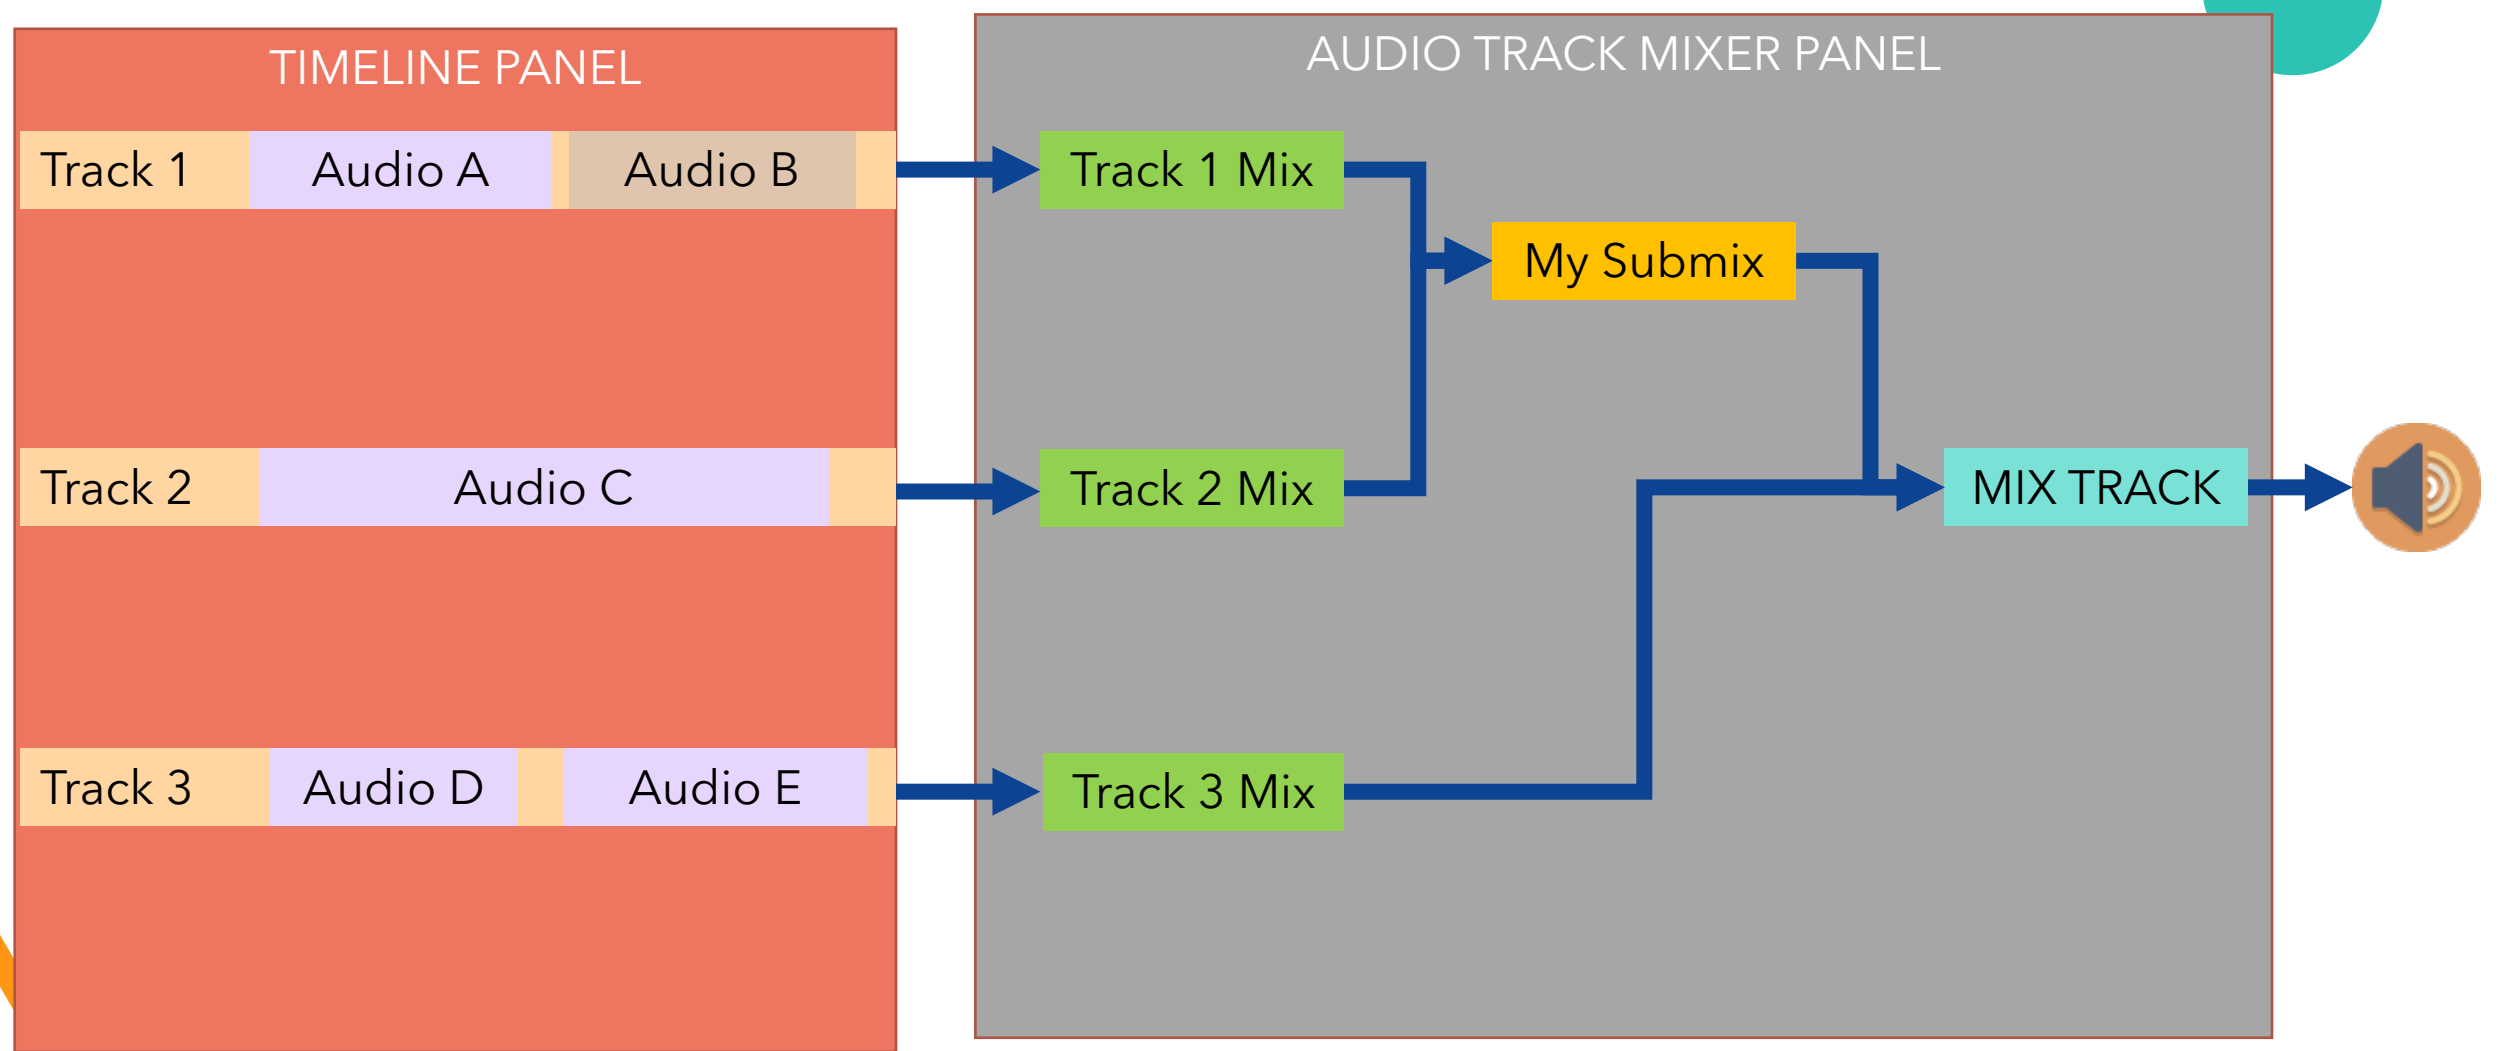 TIMELINE PANEL
AUDIO TRACK MIXER PANEL
Track 1 Audio A Audio B
Track 1 Mix
My Submix
Track 2 Audio C
Track 2 Mix
MIX TRACK
Track 3 Audio D Audio E
Track 3 Mix